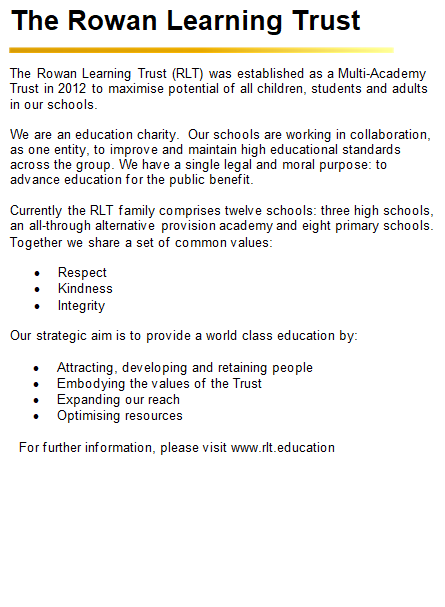 The Rowan Learning Trust
The Rowan Learning Trust (RLT) was established as a Multi-Academy
Trust in 2012 to maximise potential of all children, students and adults
in our schools.
We are an education charity.  Our schools are working in collaboration,
as one entity, to improve and maintain high educational standards
across the group. We have a single legal and moral purpose: to
advance education for the public benefit.
Currently the RLT family comprises twelve schools: three high schools,
an all-through alternative provision academy and eight primary schools.
Together we share a set of common values:
• Respect
• Kindness
• Integrity
Our strategic aim is to provide a world class education by:
• Attracting, developing and retaining people
• Embodying the values of the Trust
• Expanding our reach
• Optimising resources
For further information, please visit www.rlt.education